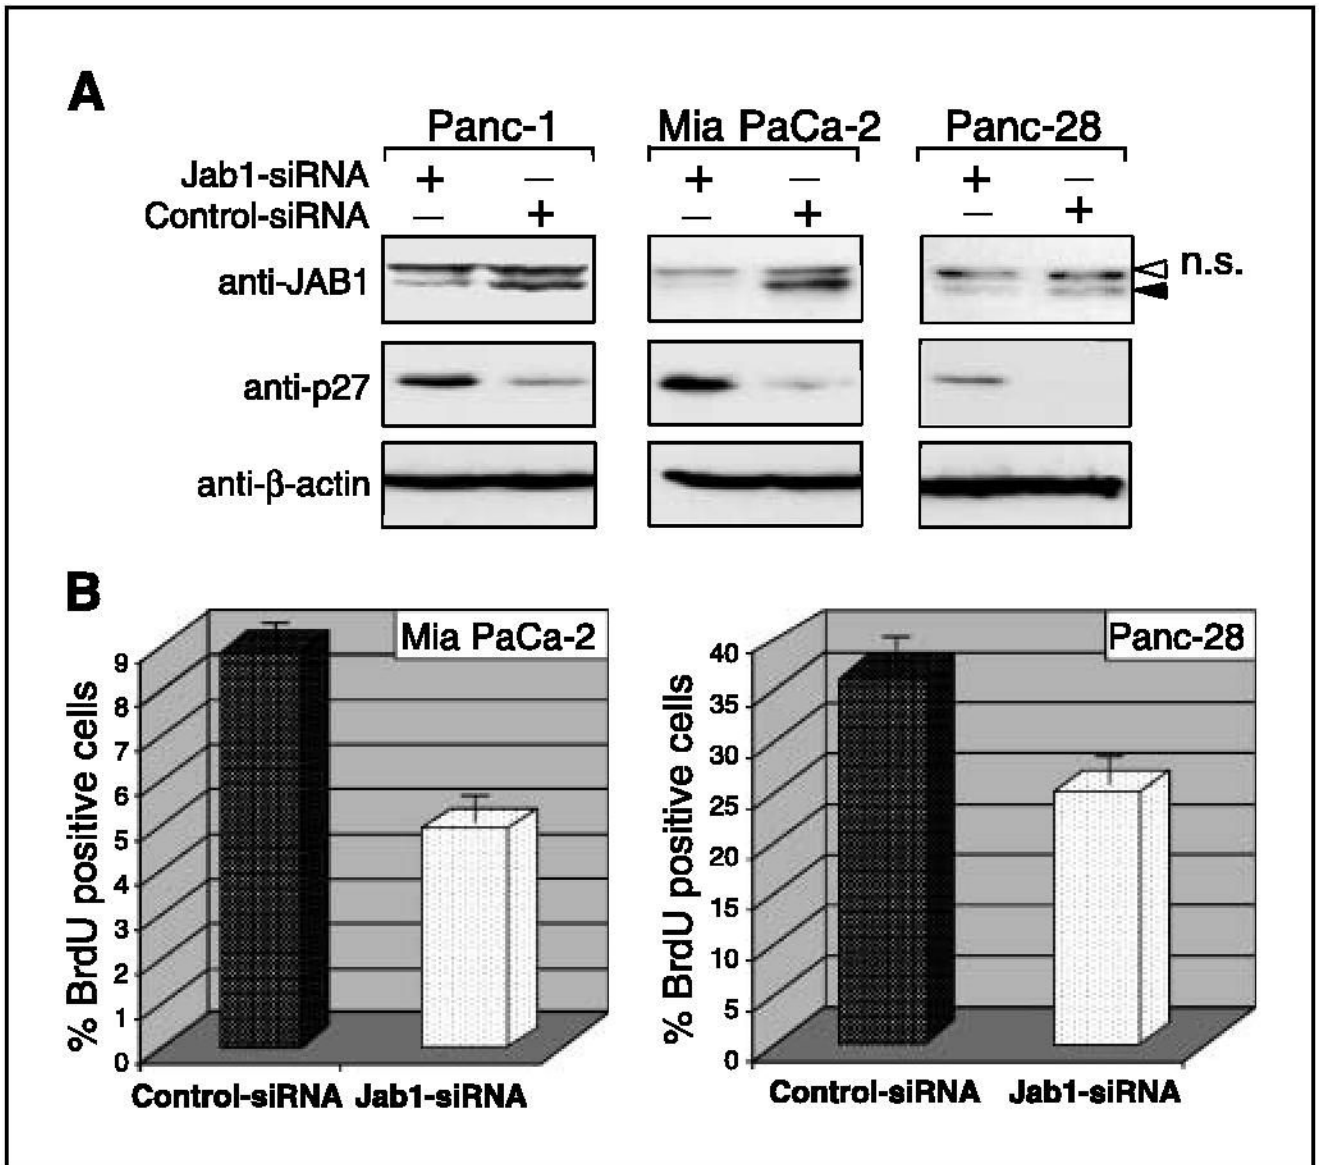 A
Panc-1 Mia PaCa-2 Panc-28
Jab1-siRNA + — + — + —
Control-siRNA — + — + — +
anti-JAB1 n.s.
anti-p27
anti-β-actin
B
Mia PaCa-2
% BrdU positive cells
9
8
7
6
5
4
3
2
1
0
Control-siRNA Jab1-siRNA
Panc-28
% BrdU positive cells
40
35
30
25
20
15
10
5
0
Control-siRNA Jab1-siRNA